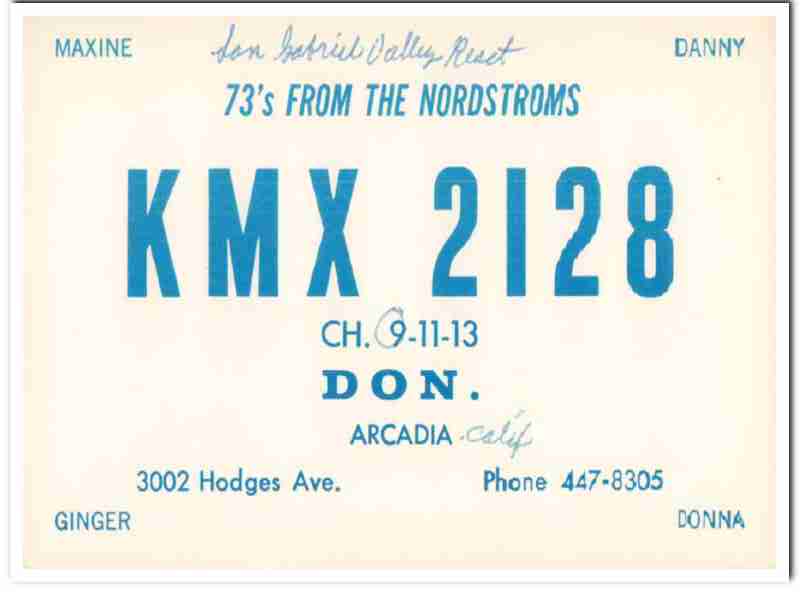 MAXINE
San Gabriel Valley React
DANNY
73's FROM THE NORDSTROMS
KMX 2128
CH. 9-11-13
DON.
ARCADIA Calif
3002 Hodges Ave. Phone 447-8305
GINGER
DONNA